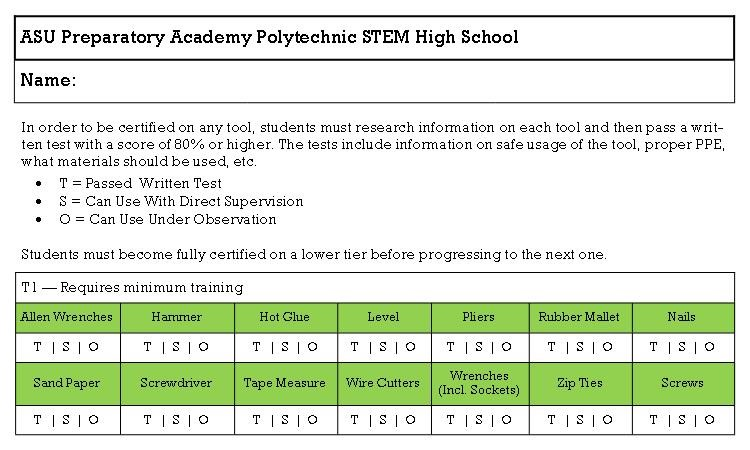 ASU Preparatory Academy Polytechnic STEM High School
Name:
In order to be certified on any tool, students must research information on each tool and then pass a writ-
ten test with a score of 80% or higher. The tests include information on safe usage of the tool, proper PPE,
what materials should be used, etc.
• T = Passed Written Test
• S = Can Use With Direct Supervision
• O = Can Use Under Observation
Students must become fully certified on a lower tier before progressing to the next one.
T1 — Requires minimum training
Allen Wrenches Hammer Hot Glue Level Pliers Rubber Mallet Nails
T | S | O T | S | O T | S | O T | S | O T | S | O T | S | O T | S | O
Sand Paper Screwdriver Tape Measure Wire Cutters Wrenches (Incl. Sockets) Zip Ties Screws
T | S | O T | S | O T | S | O T | S | O T | S | O T | S | O T | S | O